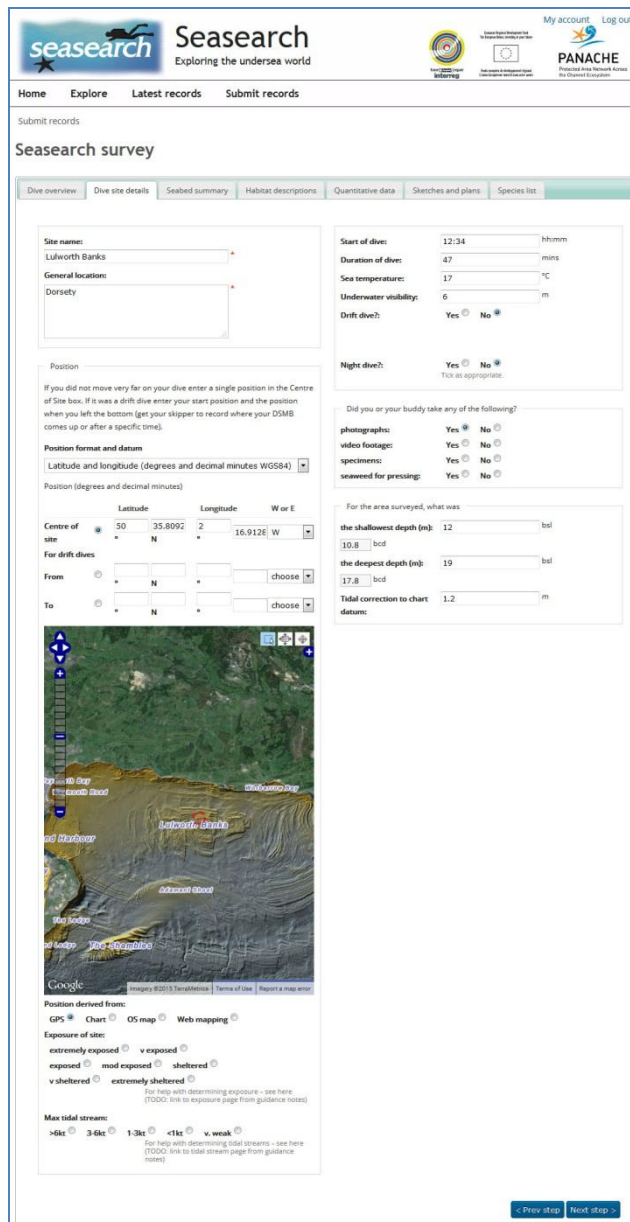 My account Log out
seasearch
Seasearch
Exploring the undersea world
interreg
PANACHE
Protected Area Network Across
the Channel Ecosystem
Home Explore Latest records Submit records
Submit records
Seasearch survey
Dive overview Dive site details Seabed summary Habitat descriptions Quantitative data Sketches and plans Species list
Site name:
Lulworth Banks *
General location:
Dorsety *
Position
If you did not move very far on your dive enter a single position in the Centre
of Site box. If it was a drift dive enter your start position and the position
when you left the bottom (get your skipper to record where your DSMB
comes up or after a specific time).
Position format and datum
Latitude and longitiude (degrees and decimal minutes WGS84)
Position (degrees and decimal minutes)
Latitude Longitude W or E
Centre of site 50 ° 35.8092 N 2 ° 16.9128 W
For drift dives
From ° N ° choose
To ° N ° choose
Lulworth Banks
Adamant Shoal
The Shambles
Google
Imagery ©2015 TerraMetrics Terms of Use Report a map error
Position derived from:
GPS Chart OS map Web mapping
Exposure of site:
extremely exposed v exposed
exposed mod exposed sheltered
v sheltered extremely sheltered
For help with determining exposure – see here
(TODO: link to exposure page from guidance notes)
Max tidal stream:
>6kt 3-6kt 1-3kt <1kt v. weak
For help with determining tidal streams – see here
(TODO: link to tidal stream page from guidance
notes)
Start of dive: 12:34 hh:mm
Duration of dive: 47 mins
Sea temperature: 17 °C
Underwater visibility: 6 m
Drift dive?: Yes No
Night dive?: Yes No
Tick as appropriate.
Did you or your buddy take any of the following?
photographs: Yes No
video footage: Yes No
specimens: Yes No
seaweed for pressing: Yes No
For the area surveyed, what was
the shallowest depth (m): 12 bsl
10.8 bcd
the deepest depth (m): 19 bsl
17.8 bcd
Tidal correction to chart
datum: 1.2 m
< Prev step Next step >